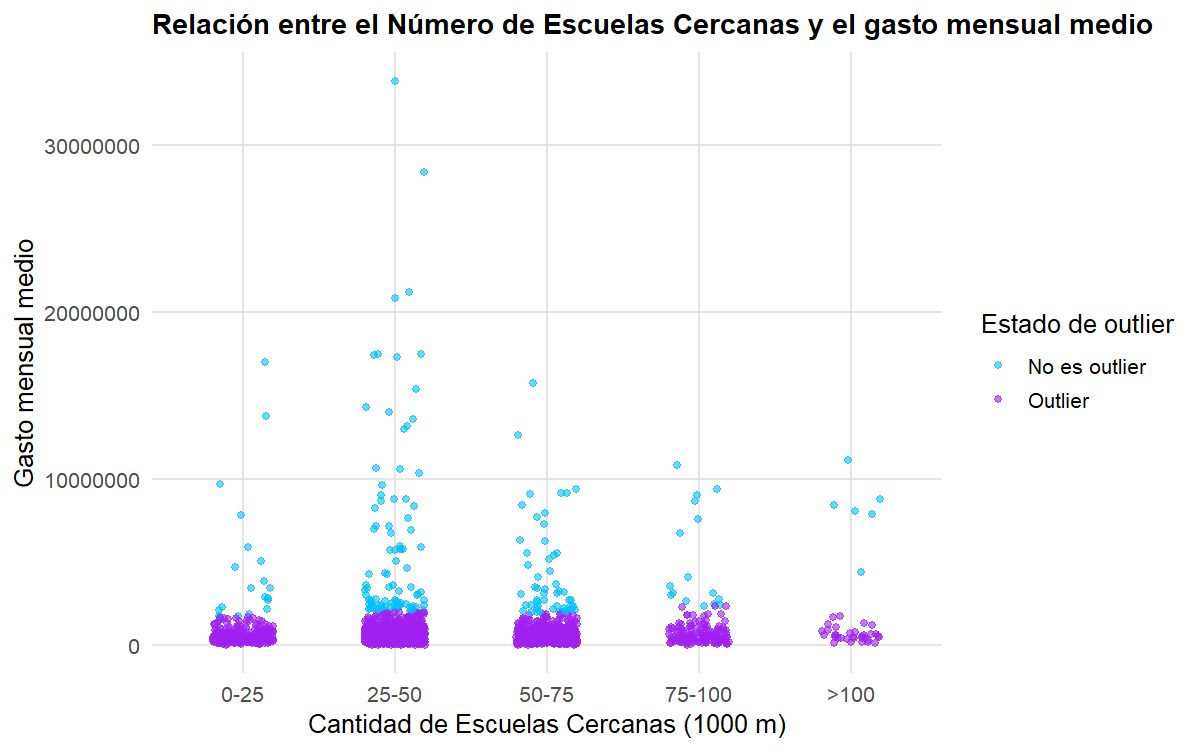 Relación entre el Número de Escuelas Cercanas y el gasto mensual medio
Gasto mensual medio
30000000
20000000
10000000
0
0-25
25-50
50-75
75-100
>100
Cantidad de Escuelas Cercanas (1000 m)
Estado de outlier
No es outlier
Outlier